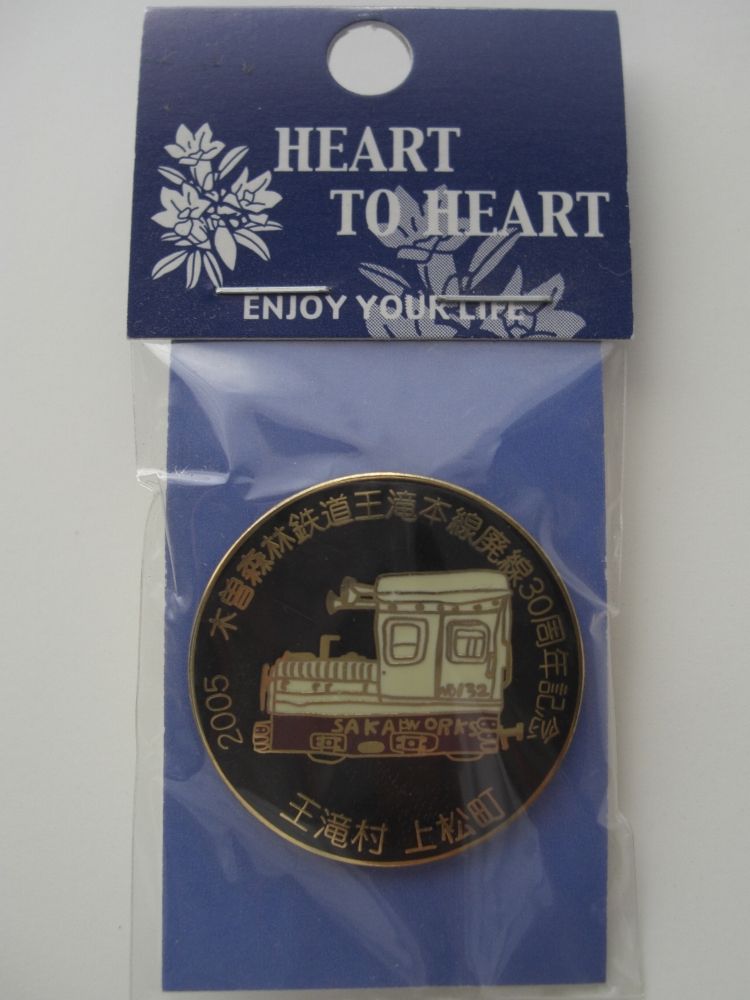 HEART
TO HEART
ENJOY YOUR LIFE
2005 木曽森林鉄道王滝本線廃線30周年記念
132
SAKAI WORKS
王滝村 上松町